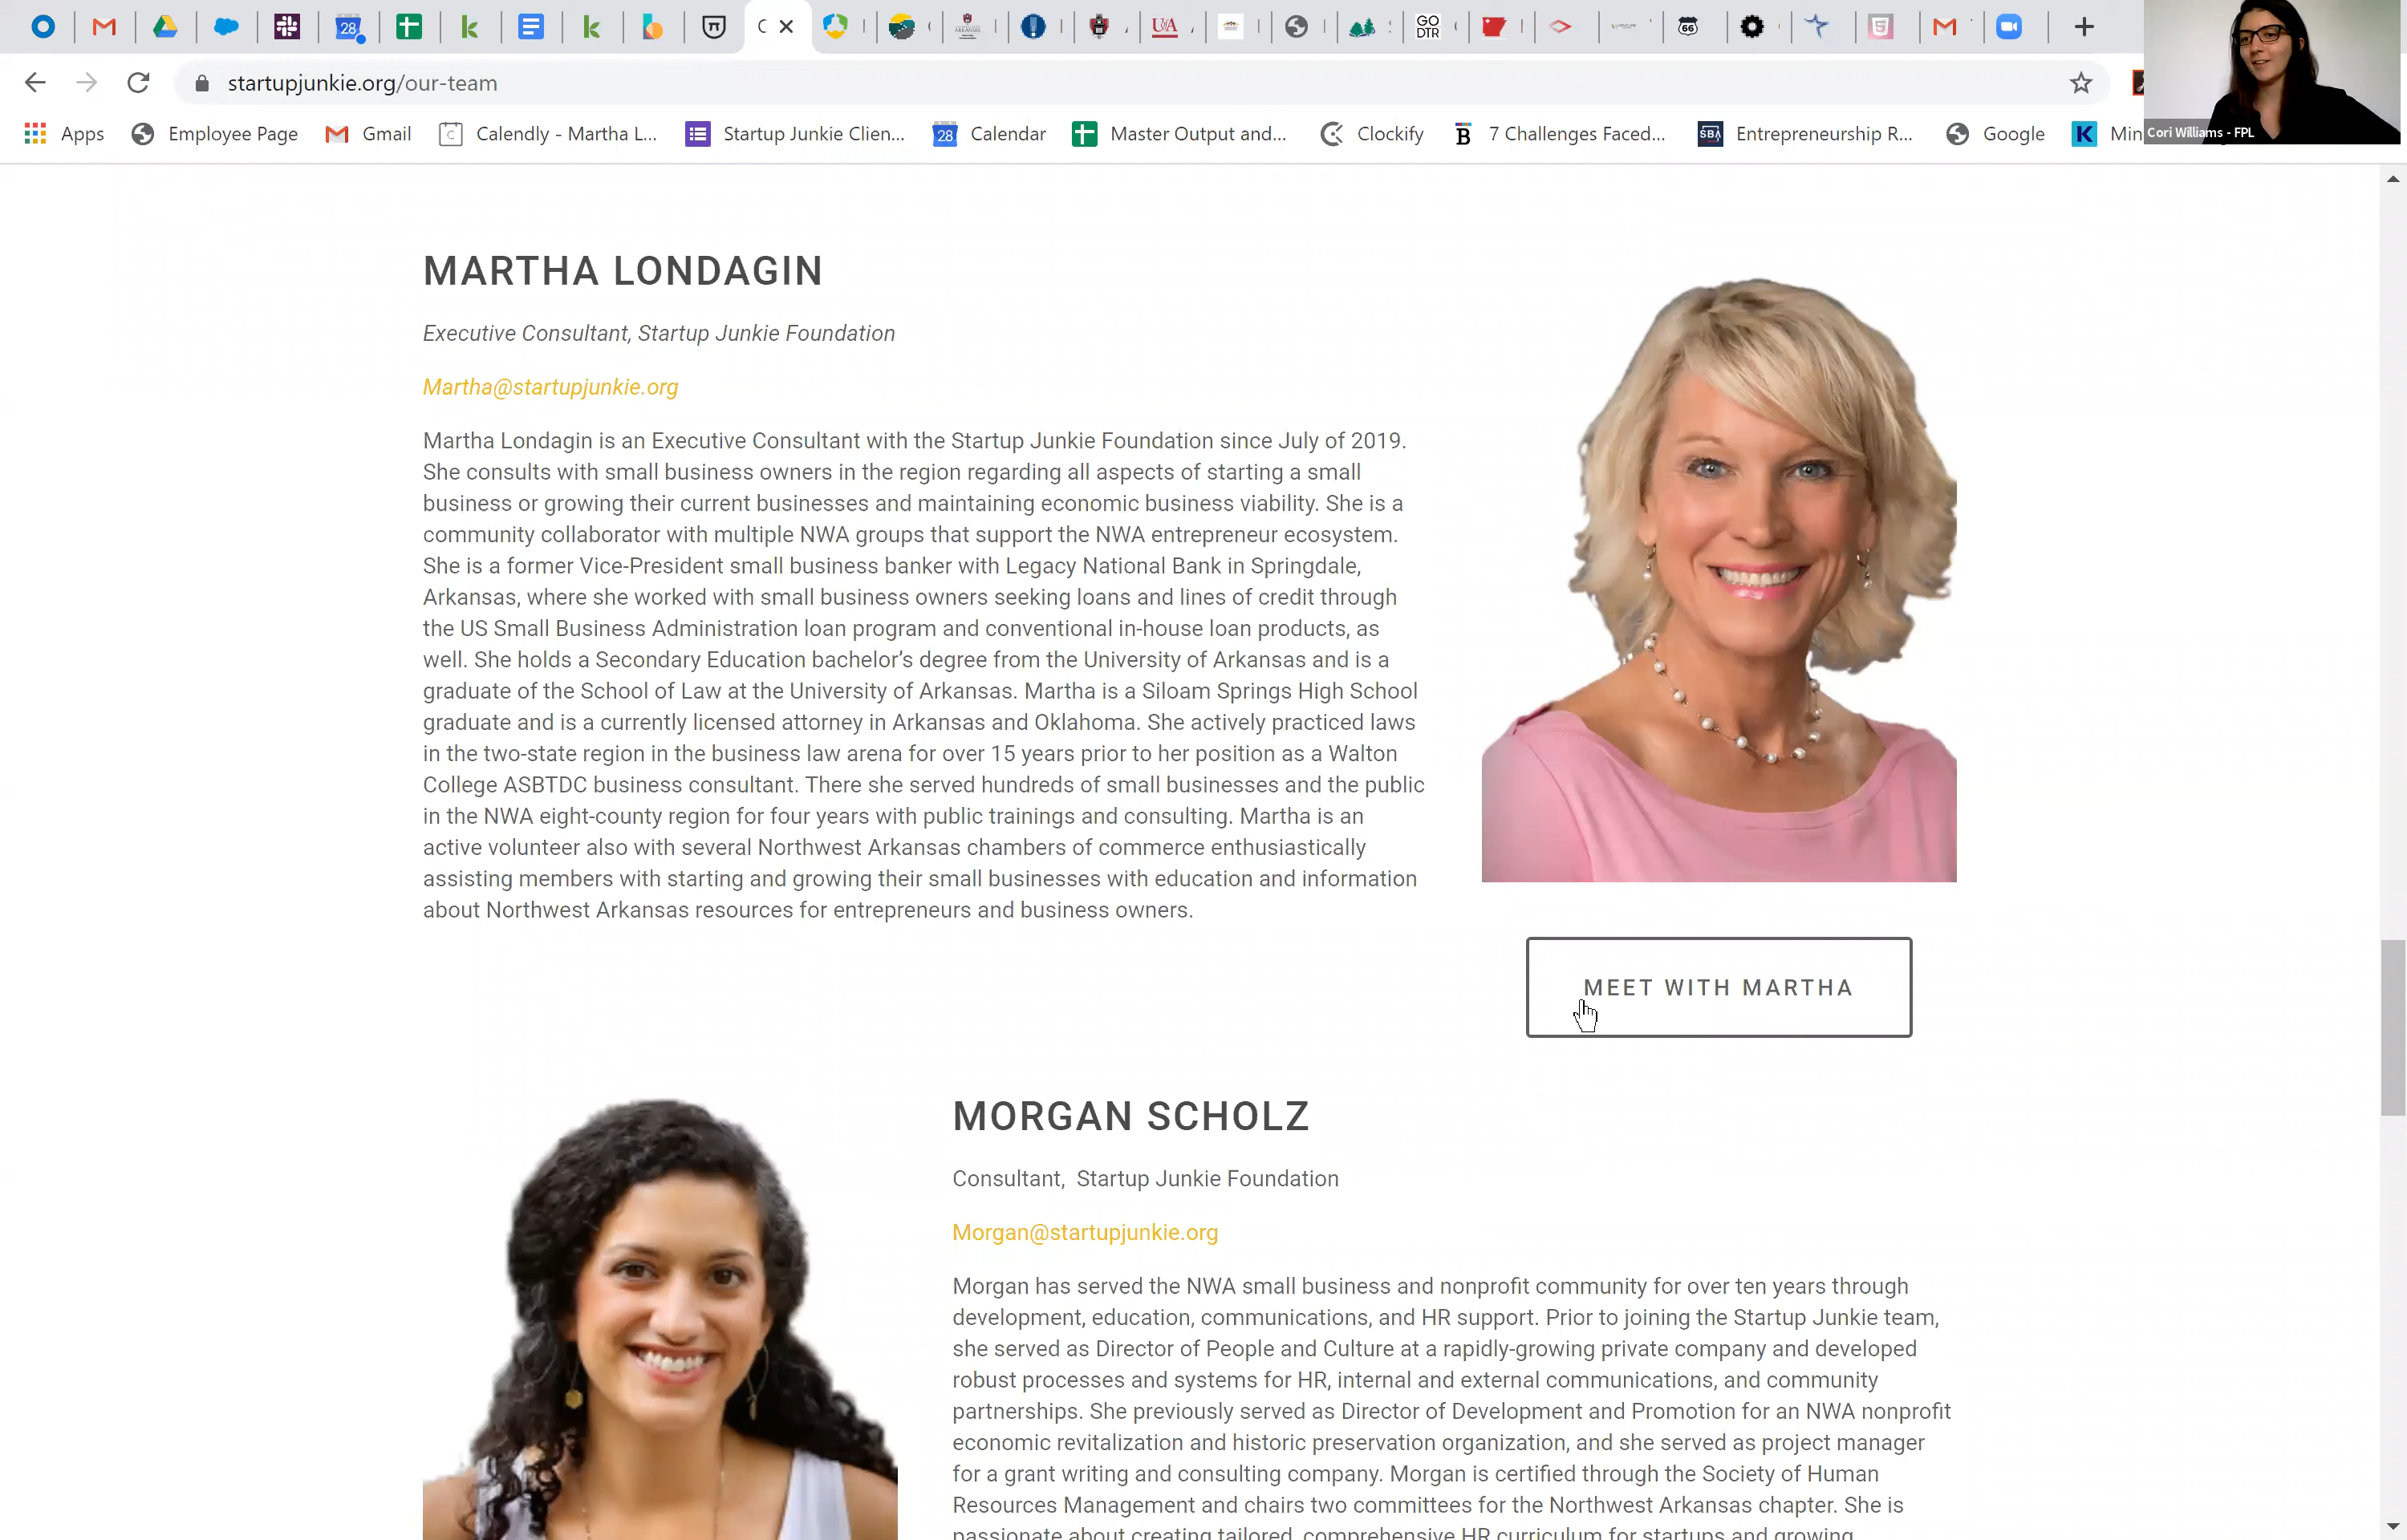 28
C
GO
DTR
UA
66
startupjunkie.org/our-team
Apps
Employee Page
Gmail
Calendly - Martha L...
Startup Junkie Clien...
28
Calendar
Master Output and...
Clockify
B
7 Challenges Faced...
SBA
Entrepreneurship R...
Google
K
Min
Cori Williams - FPL
MARTHA LONDAGIN
Executive Consultant, Startup Junkie Foundation
Martha@startupjunkie.org
Martha Londagin is an Executive Consultant with the Startup Junkie Foundation since July of 2019.
She consults with small business owners in the region regarding all aspects of starting a small
business or growing their current businesses and maintaining economic business viability. She is a
community collaborator with multiple NWA groups that support the NWA entrepreneur ecosystem.
She is a former Vice-President small business banker with Legacy National Bank in Springdale,
Arkansas, where she worked with small business owners seeking loans and lines of credit through
the US Small Business Administration loan program and conventional in-house loan products, as
well. She holds a Secondary Education bachelor’s degree from the University of Arkansas and is a
graduate of the School of Law at the University of Arkansas. Martha is a Siloam Springs High School
graduate and is a currently licensed attorney in Arkansas and Oklahoma. She actively practiced laws
in the two-state region in the business law arena for over 15 years prior to her position as a Walton
College ASBTDC business consultant. There she served hundreds of small businesses and the public
in the NWA eight-county region for four years with public trainings and consulting. Martha is an
active volunteer also with several Northwest Arkansas chambers of commerce enthusiastically
assisting members with starting and growing their small businesses with education and information
about Northwest Arkansas resources for entrepreneurs and business owners.
MEET WITH MARTHA
MORGAN SCHOLZ
Consultant, Startup Junkie Foundation
Morgan@startupjunkie.org
Morgan has served the NWA small business and nonprofit community for over ten years through
development, education, communications, and HR support. Prior to joining the Startup Junkie team,
she served as Director of People and Culture at a rapidly-growing private company and developed
robust processes and systems for HR, internal and external communications, and community
partnerships. She previously served as Director of Development and Promotion for an NWA nonprofit
economic revitalization and historic preservation organization, and she served as project manager
for a grant writing and consulting company. Morgan is certified through the Society of Human
Resources Management and chairs two committees for the Northwest Arkansas chapter. She is
passionate about creating tailored, comprehensive HR curriculum for startups and growing